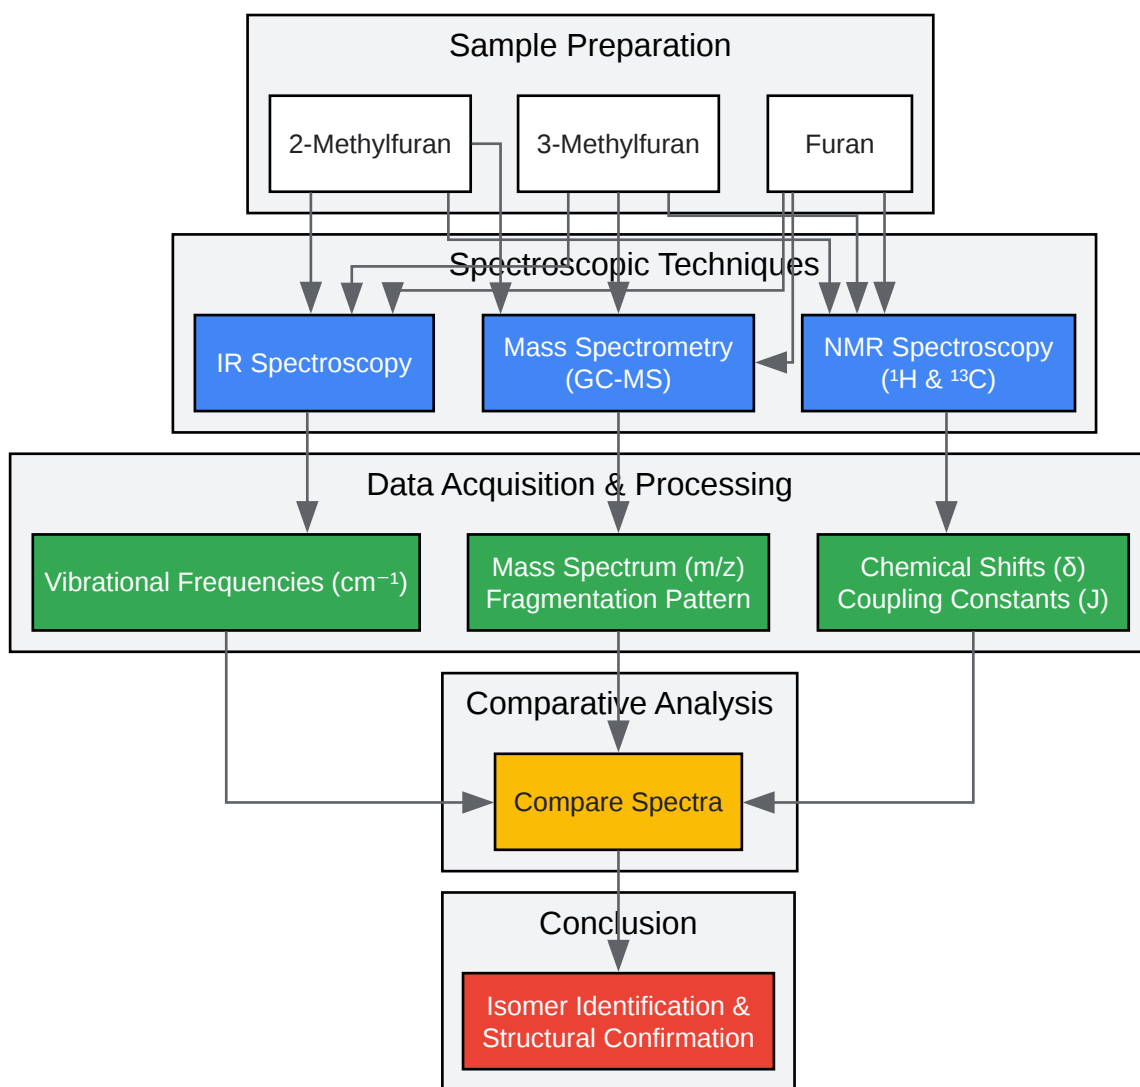 Sample Preparation
2-Methylfuran
3-Methylfuran
Furan
Spectroscopic Techniques
IR Spectroscopy
Mass Spectrometry
(GC-MS)
NMR Spectroscopy
(¹H & ¹³C)
Data Acquisition & Processing
Vibrational Frequencies (cm⁻¹)
Mass Spectrum (m/z)
Fragmentation Pattern
Chemical Shifts (δ)
Coupling Constants (J)
Comparative Analysis
Compare Spectra
Conclusion
Isomer Identification &
Structural Confirmation